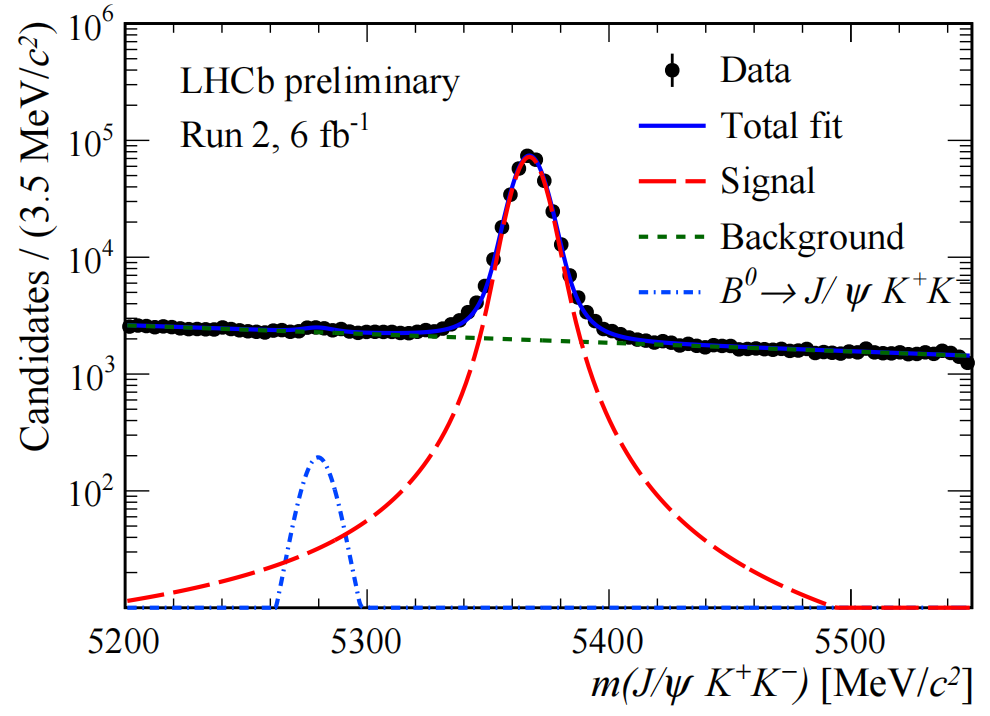 Candidates / (3.5 MeV/c²)
10⁶
10⁵
10⁴
10³
10²
LHCb preliminary
Run 2, 6 fb⁻¹
Data
Total fit
Signal
Background
B⁰→ J/ψ K⁺K⁻
5200 5300 5400 5500
m(J/ψ K⁺K⁻) [MeV/c²]